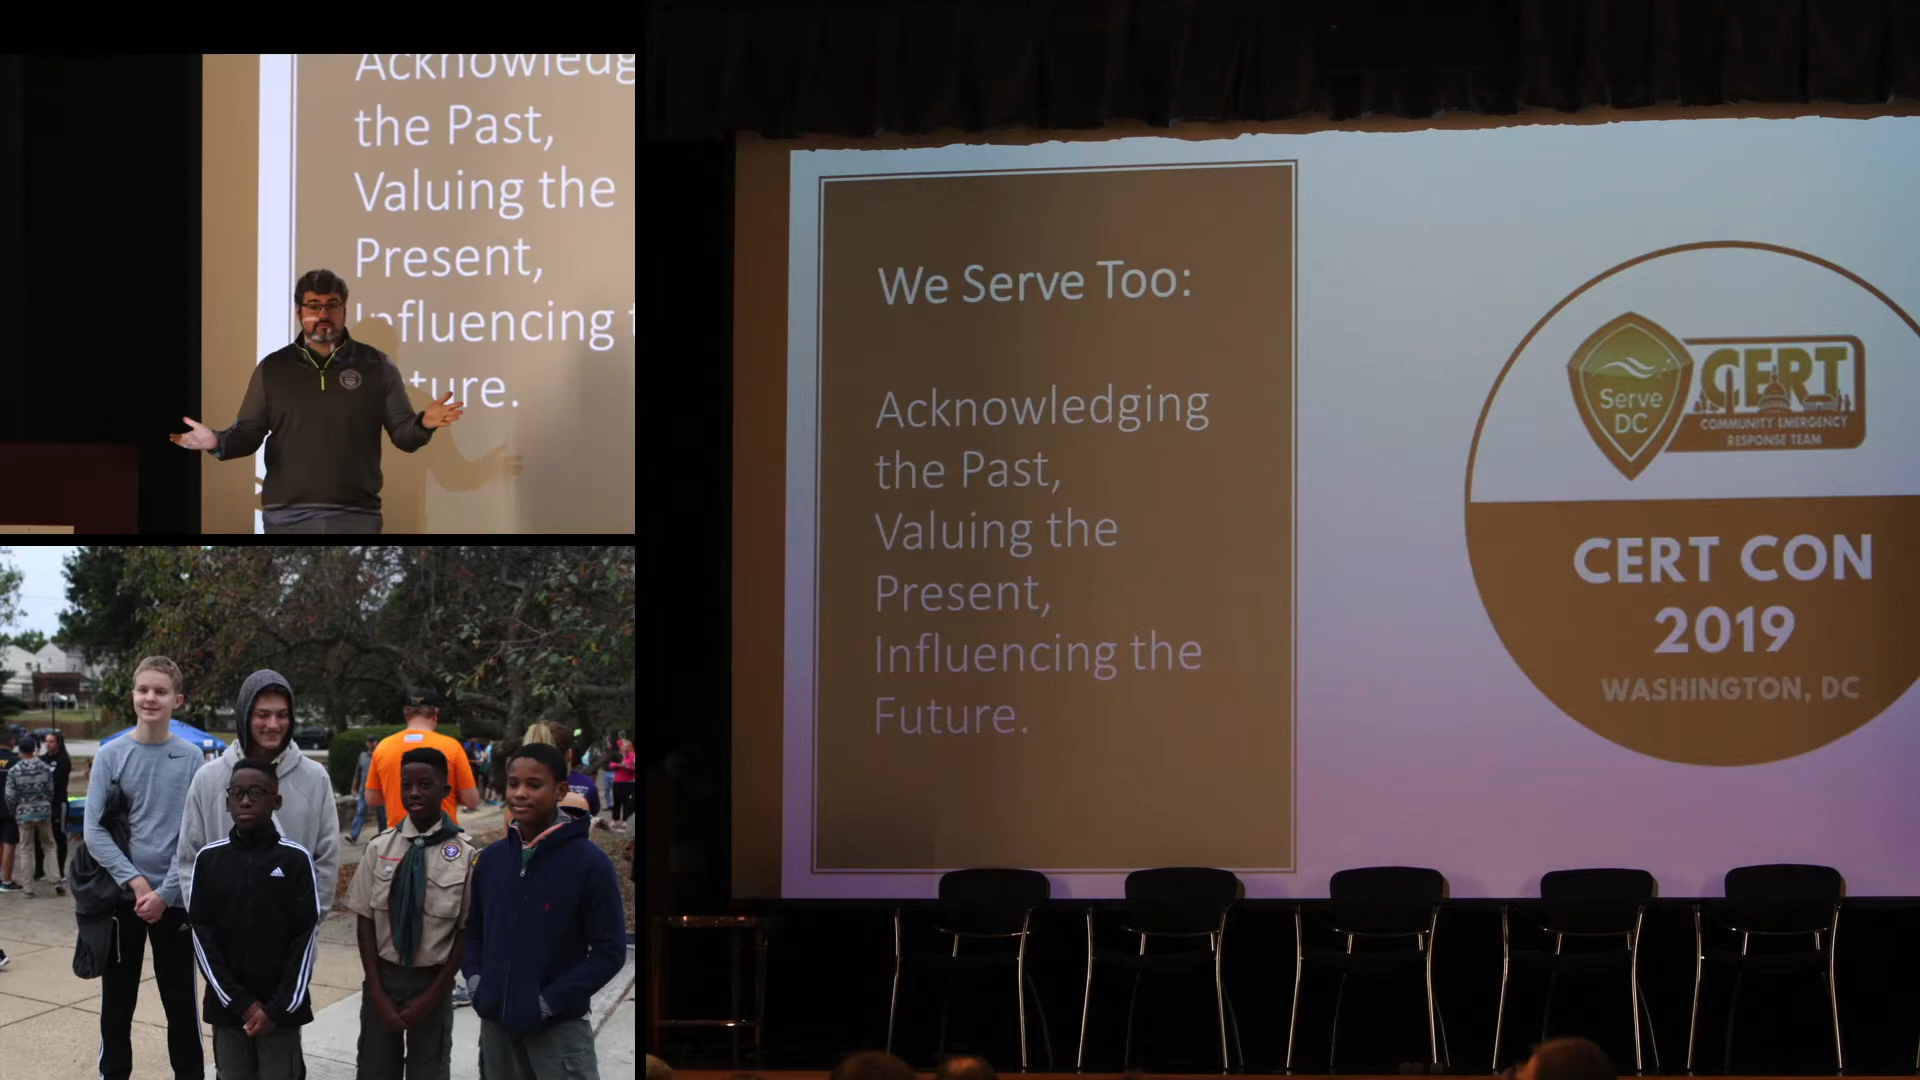 Acknowledg
the Past,
Valuing the
Present,
Influencing
ture.
We Serve Too:
Acknowledging
the Past,
Valuing the
Present,
Influencing the
Future.
Serve
DC
CERT
COMMUNITY EMERGENCY
RESPONSE TEAM
CERT CON
2019
WASHINGTON, DC